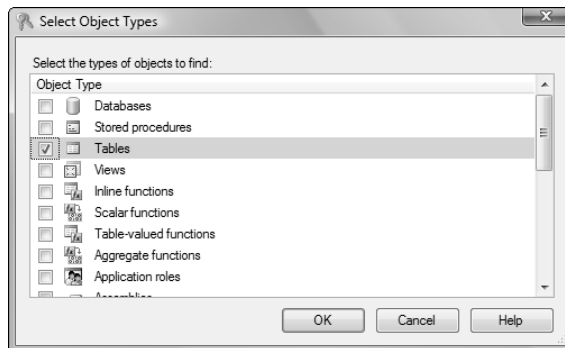 Select Object Types
Select the types of objects to find:
Object Type
Databases
Stored procedures
Tables
Views
Inline functions
Scalar functions
Table-valued functions
Aggregate functions
Application roles
Assemblies
OK Cancel Help